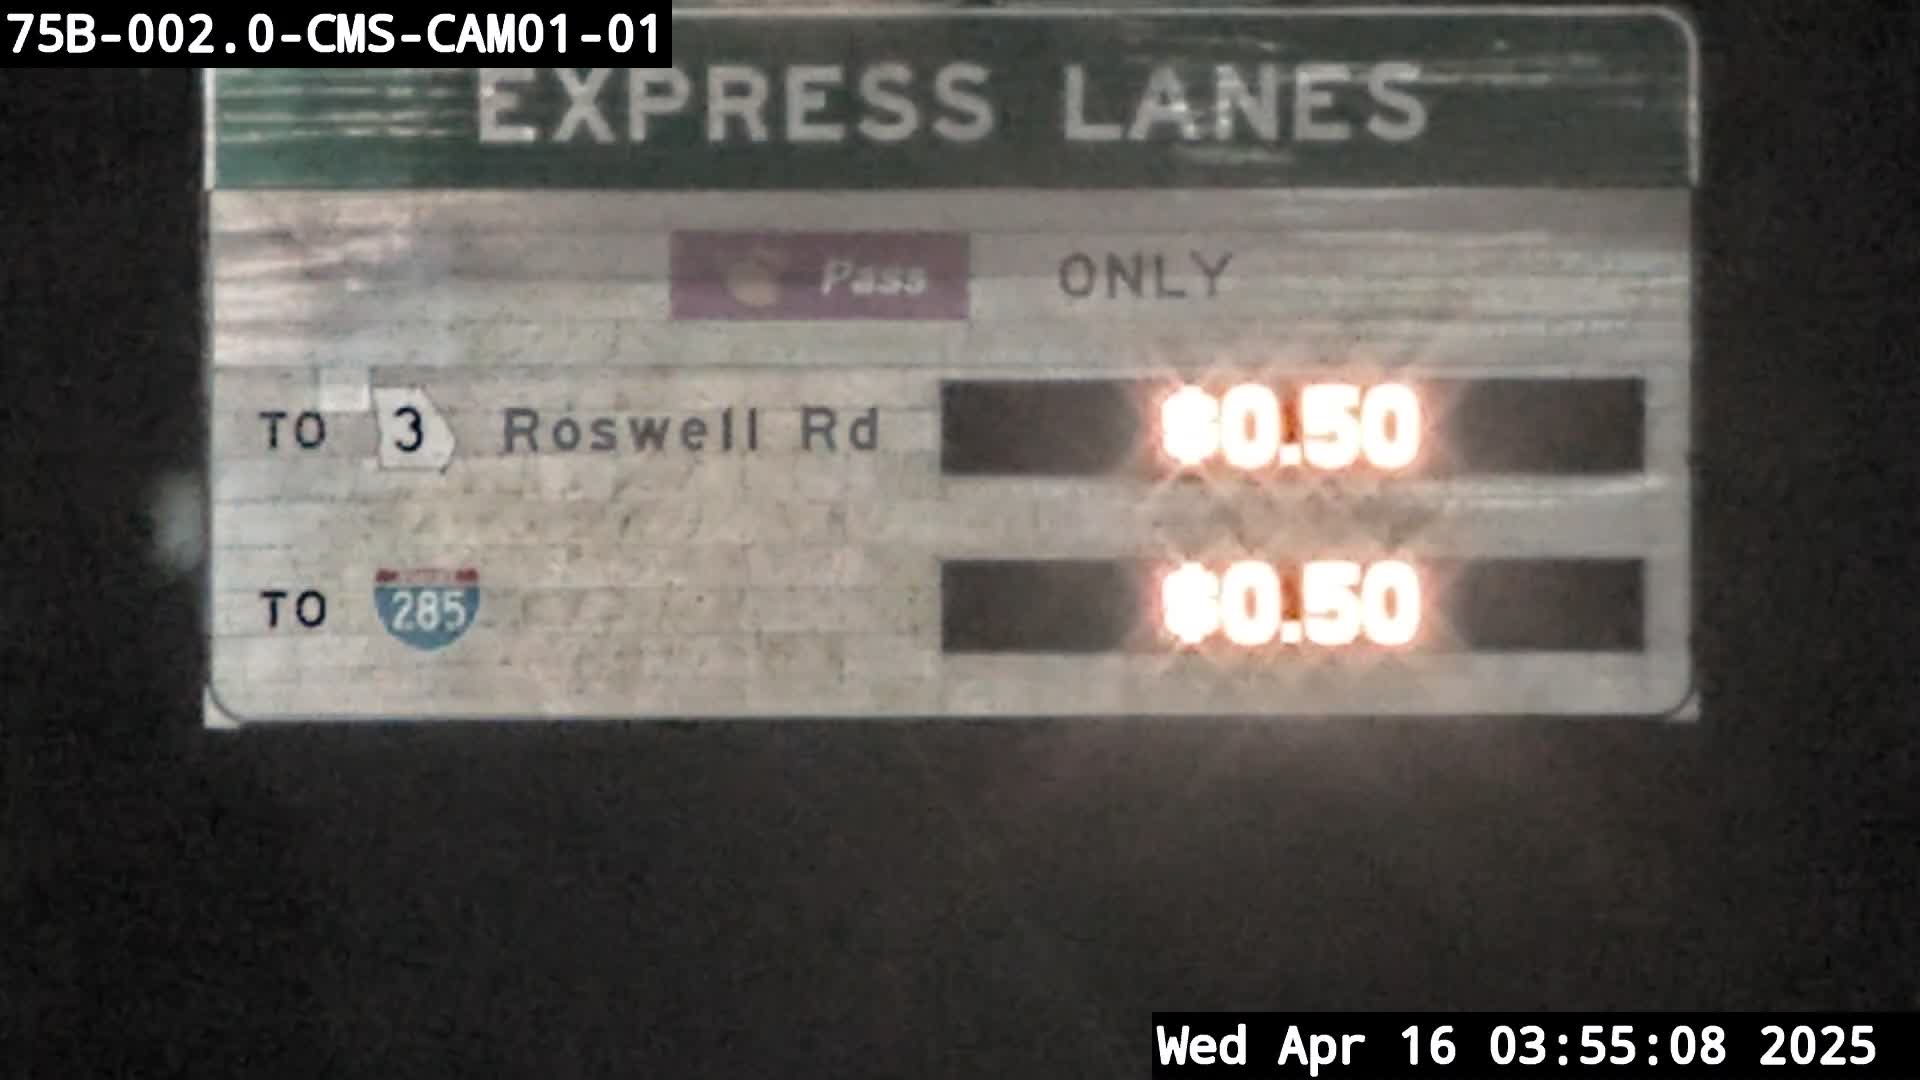 75B-002.0-CMS-CAM01-01
EXPRESS LANES
Pass ONLY
TO 3 Roswell Rd $0.50
TO 285 $0.50
Wed Apr 16 03:55:08 2025